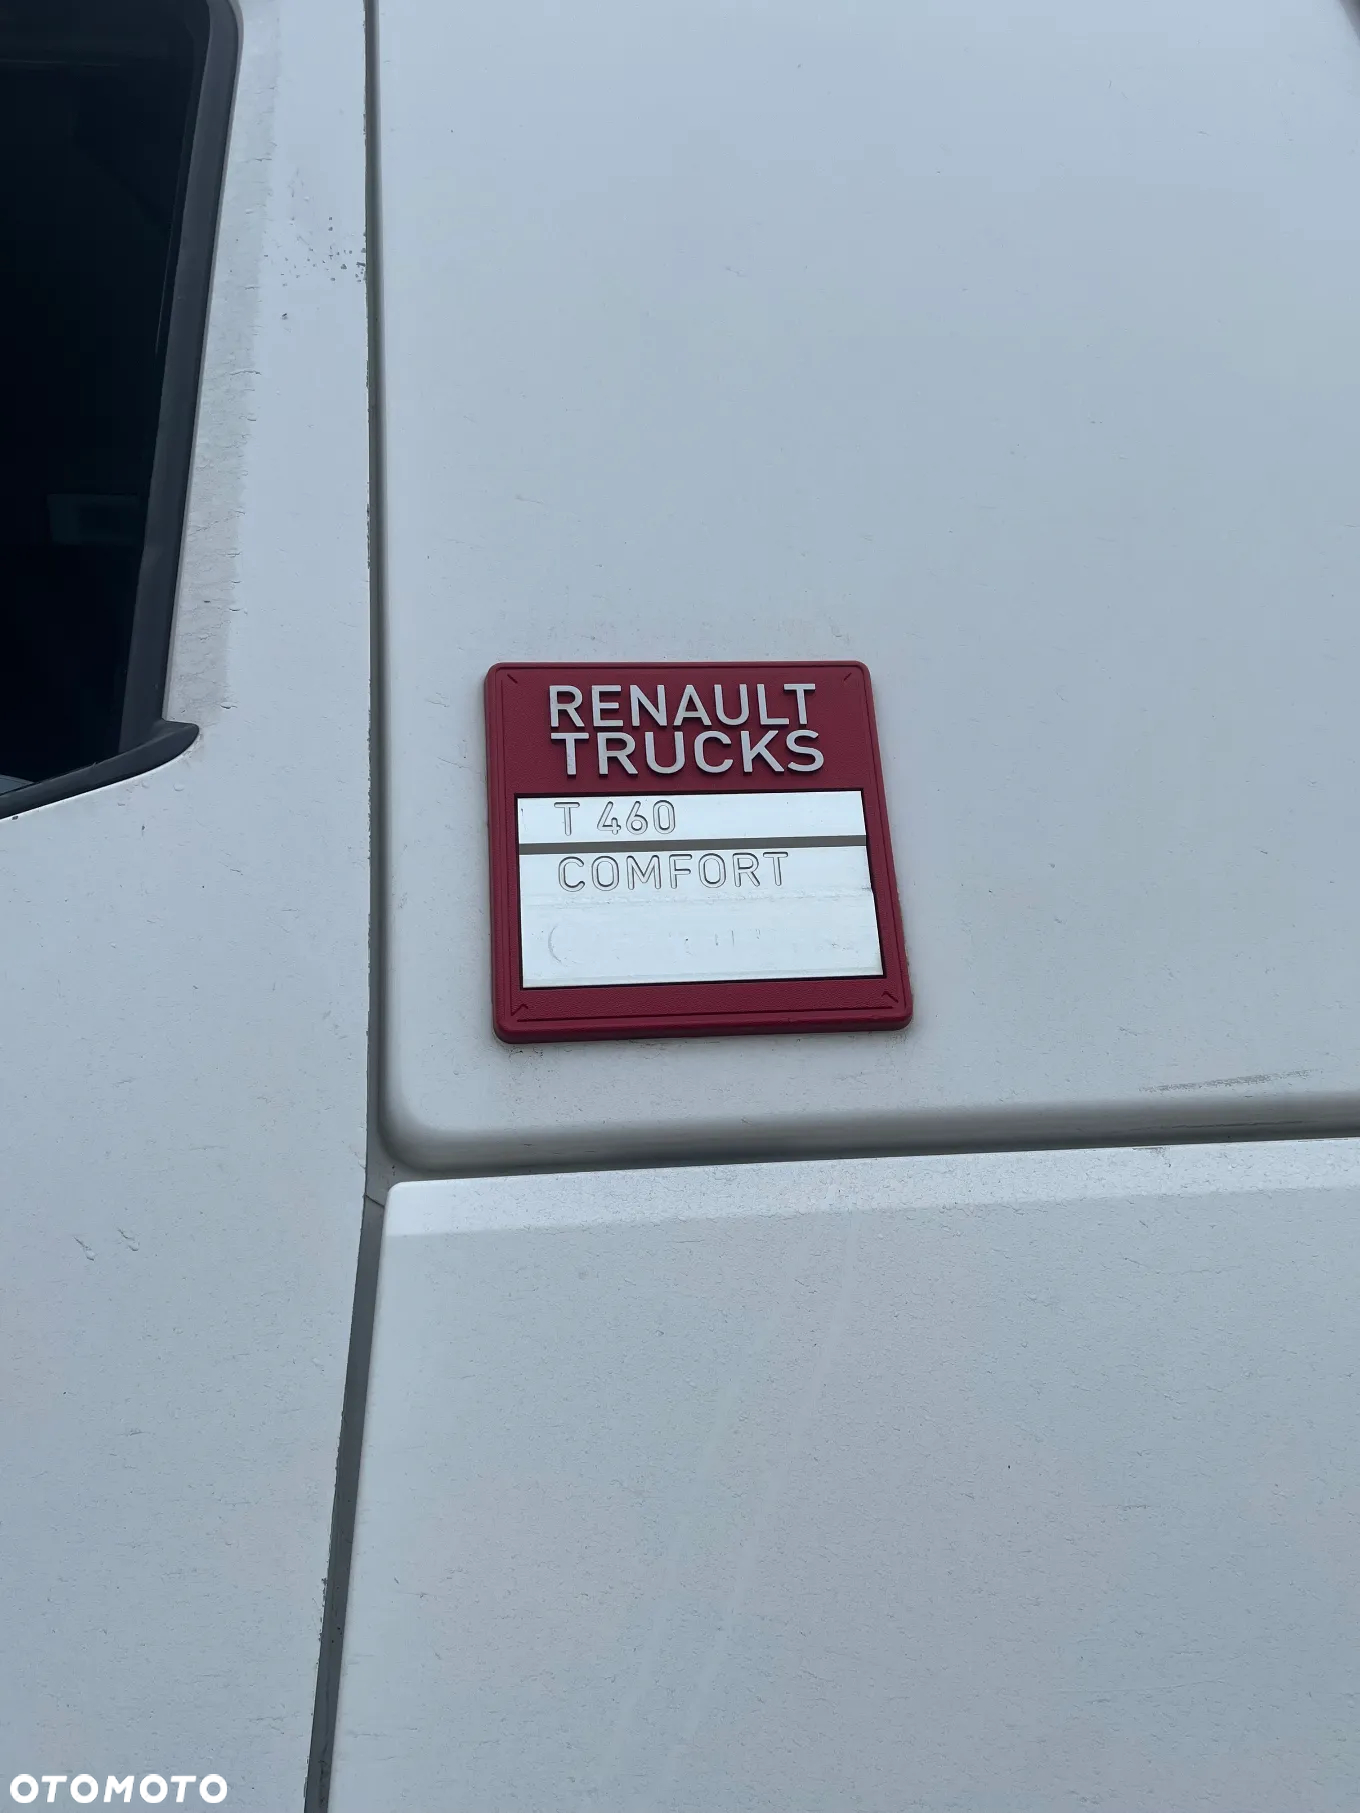 RENAULT
TRUCKS
T 460
COMFORT
OTOMOTO